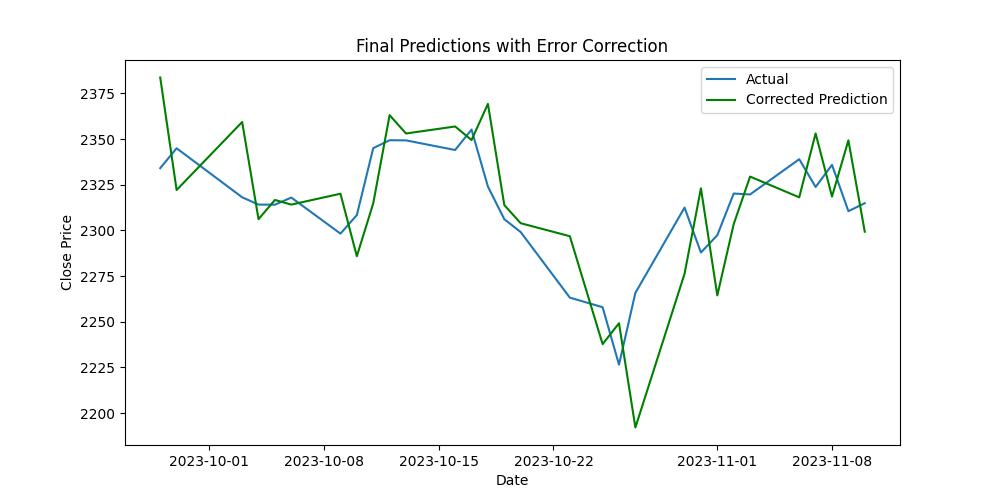 Final Predictions with Error Correction
Actual
Corrected Prediction
Close Price
2375
2350
2325
2300
2275
2250
2225
2200
2023-10-01
2023-10-08
2023-10-15
2023-10-22
2023-11-01
2023-11-08
Date